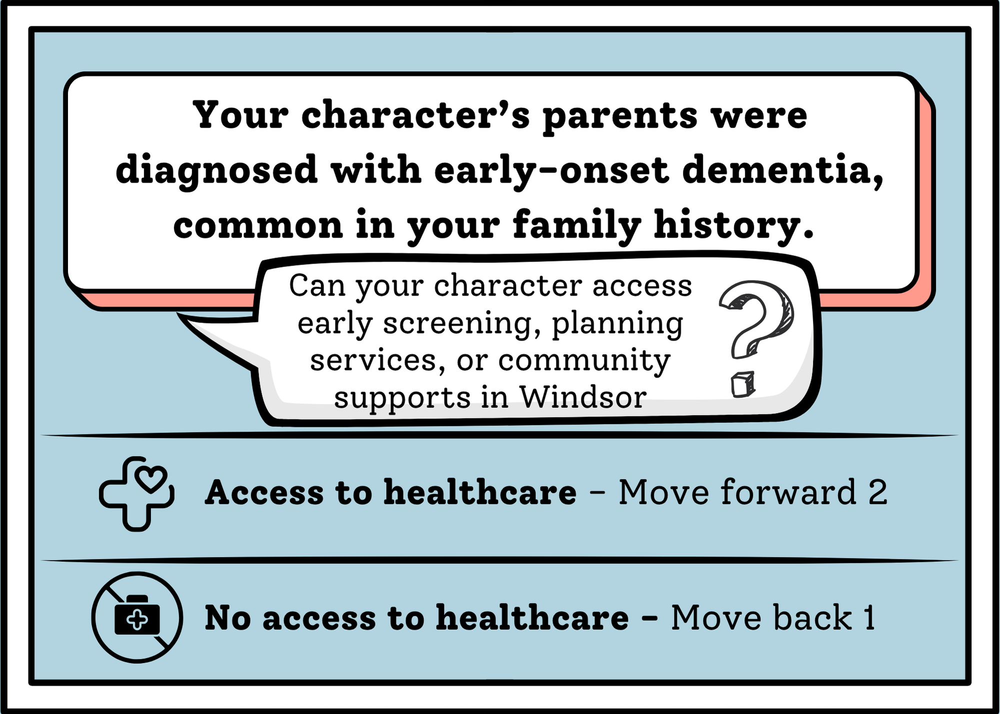 Your character’s parents were
diagnosed with early-onset dementia,
common in your family history.
Can your character access
early screening, planning
services, or community
supports in Windsor
?
Access to healthcare - Move forward 2
No access to healthcare - Move back 1